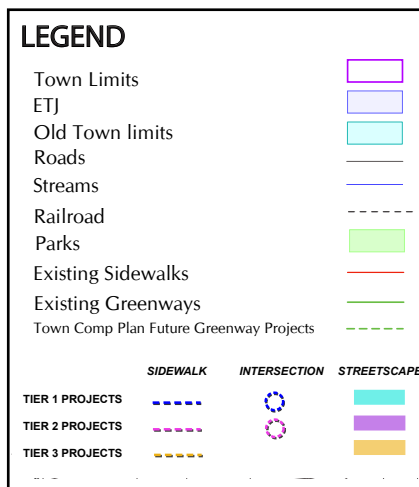 LEGEND
Town Limits
ETJ
Old Town limits
Roads
Streams
Railroad
Parks
Existing Sidewalks
Existing Greenways
Town Comp Plan Future Greenway Projects
SIDEWALK INTERSECTION STREETSCAPE
TIER 1 PROJECTS
TIER 2 PROJECTS
TIER 3 PROJECTS